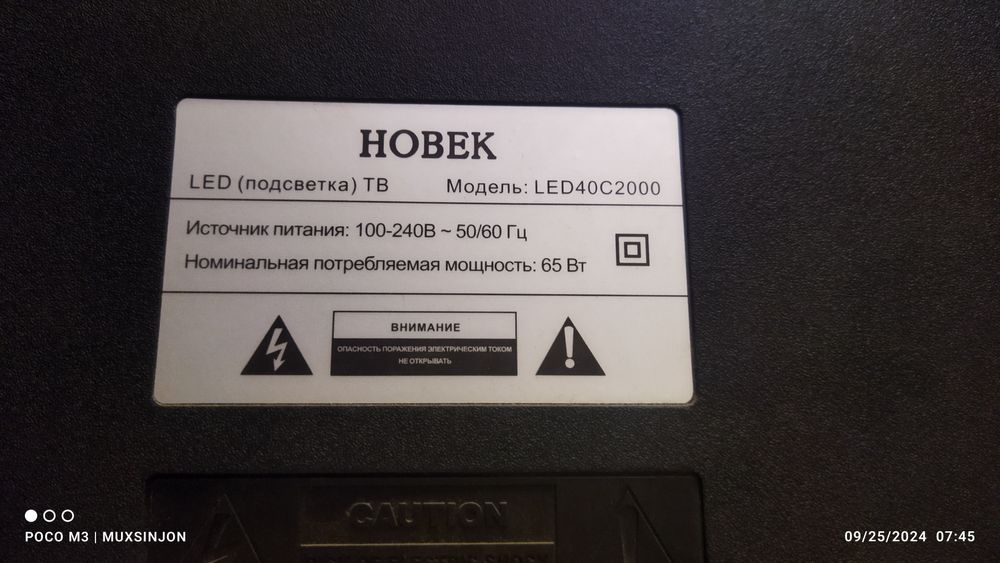 HOBEK
LED (подсветка) ТВ Модель: LED40C2000
Источник питания: 100-240В ~ 50/60 Гц
Номинальная потребляемая мощность: 65 Вт
ВНИМАНИЕ
ОПАСНОСТЬ ПОРАЖЕНИЯ ЭЛЕКТРИЧЕСКИМ ТОКОМ
НЕ ОТКРЫВАТЬ
CAUTION
POCO M3 | MUXSINJON
09/25/2024 07:45